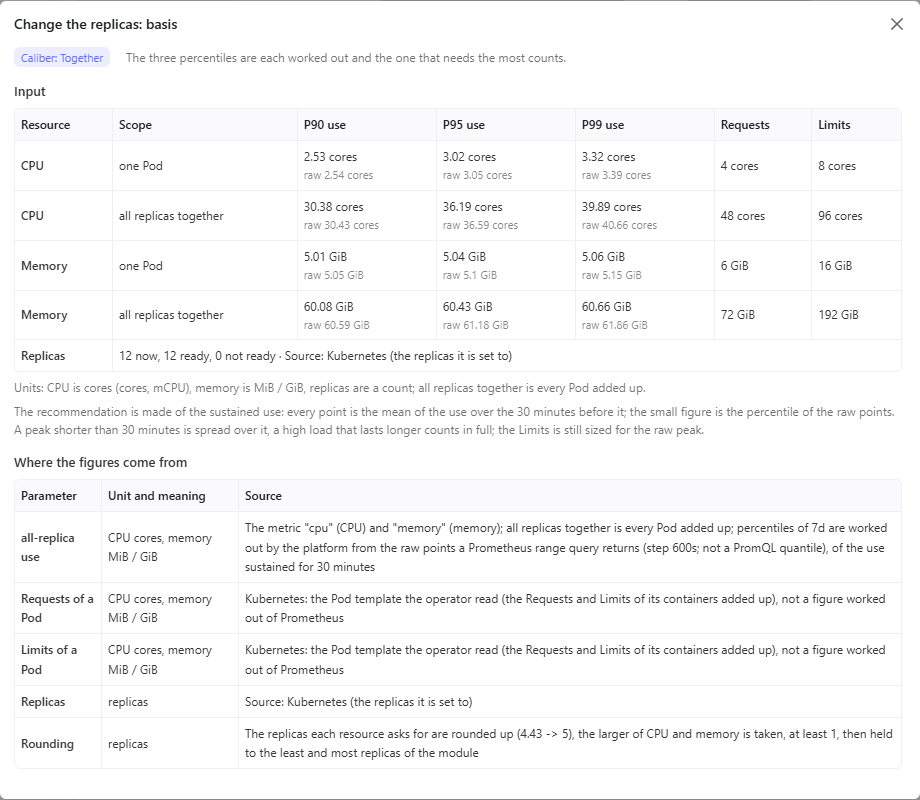 Change the replicas: basis
Caliber: Together The three percentiles are each worked out and the one that needs the most counts.
Input
Resource Scope P90 use P95 use P99 use Requests Limits
CPU one Pod 2.53 cores 3.02 cores 3.32 cores 4 cores 8 cores
raw 2.54 cores raw 3.05 cores raw 3.39 cores
CPU all replicas together 30.38 cores 36.19 cores 39.89 cores 48 cores 96 cores
raw 30.43 cores raw 36.59 cores raw 40.66 cores
Memory one Pod 5.01 GiB 5.04 GiB 5.06 GiB 6 GiB 16 GiB
raw 5.05 GiB raw 5.1 GiB raw 5.15 GiB
Memory all replicas together 60.08 GiB 60.43 GiB 60.66 GiB 72 GiB 192 GiB
raw 60.59 GiB raw 61.18 GiB raw 61.86 GiB
Replicas 12 now, 12 ready, 0 not ready · Source: Kubernetes (the replicas it is set to)
Units: CPU is cores (cores, mCPU), memory is MiB / GiB, replicas are a count; all replicas together is every Pod added up.
The recommendation is made of the sustained use: every point is the mean of the use over the 30 minutes before it; the small figure is the percentile of the raw points.
A peak shorter than 30 minutes is spread over it, a high load that lasts longer counts in full; the Limits is still sized for the raw peak.
Where the figures come from
Parameter Unit and meaning Source
all-replica use CPU cores, memory MiB / GiB The metric "cpu" (CPU) and "memory" (memory); all replicas together is every Pod added up; percentiles of 7d are worked
out by the platform from the raw points a Prometheus range query returns (step 600s; not a PromQL quantile), of the use
sustained for 30 minutes
Requests of a Pod CPU cores, memory MiB / GiB Kubernetes: the Pod template the operator read (the Requests and Limits of its containers added up), not a figure worked
out of Prometheus
Limits of a Pod CPU cores, memory MiB / GiB Kubernetes: the Pod template the operator read (the Requests and Limits of its containers added up), not a figure worked
out of Prometheus
Replicas replicas Source: Kubernetes (the replicas it is set to)
Rounding replicas The replicas each resource asks for are rounded up (4.43 -> 5), the larger of CPU and memory is taken, at least 1, then held
to the least and most replicas of the module